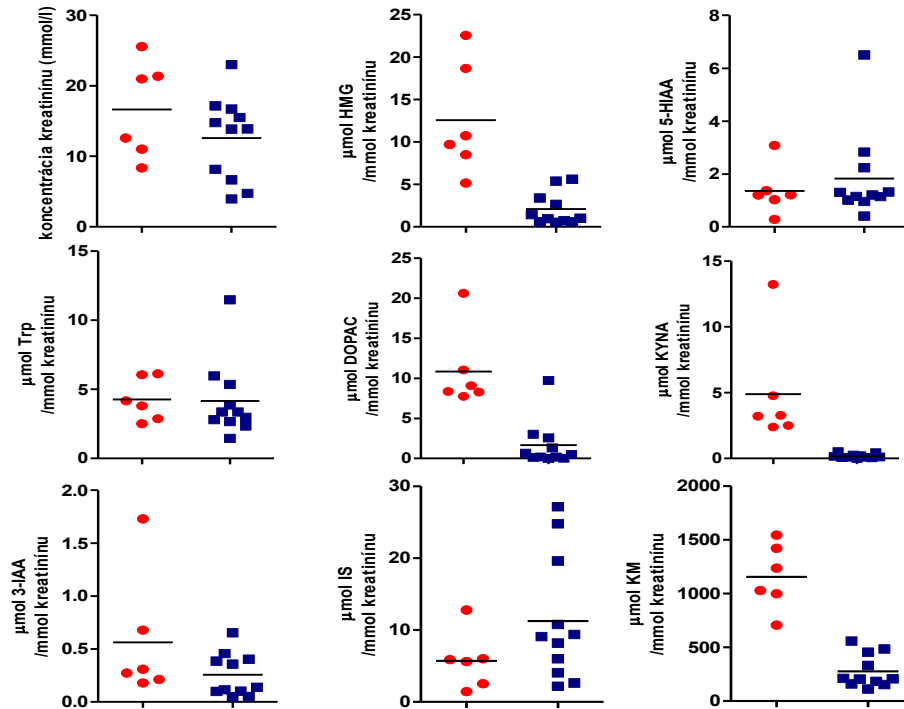 koncentrácia kreatinínu (mmol/l)
30
20
10
0
µmol HMG
/mmol kreatinínu
25
20
15
10
5
0
µmol 5-HIAA
/mmol kreatinínu
8
6
4
2
0
µmol Trp
/mmol kreatinínu
15
10
5
0
µmol DOPAC
/mmol kreatinínu
25
20
15
10
5
0
µmol KYNA
/mmol kreatinínu
15
10
5
0
µmol 3-IAA
/mmol kreatinínu
2.0
1.5
1.0
0.5
0.0
µmol IS
/mmol kreatinínu
30
20
10
0
µmol KM
/mmol kreatinínu
2000
1500
1000
500
0